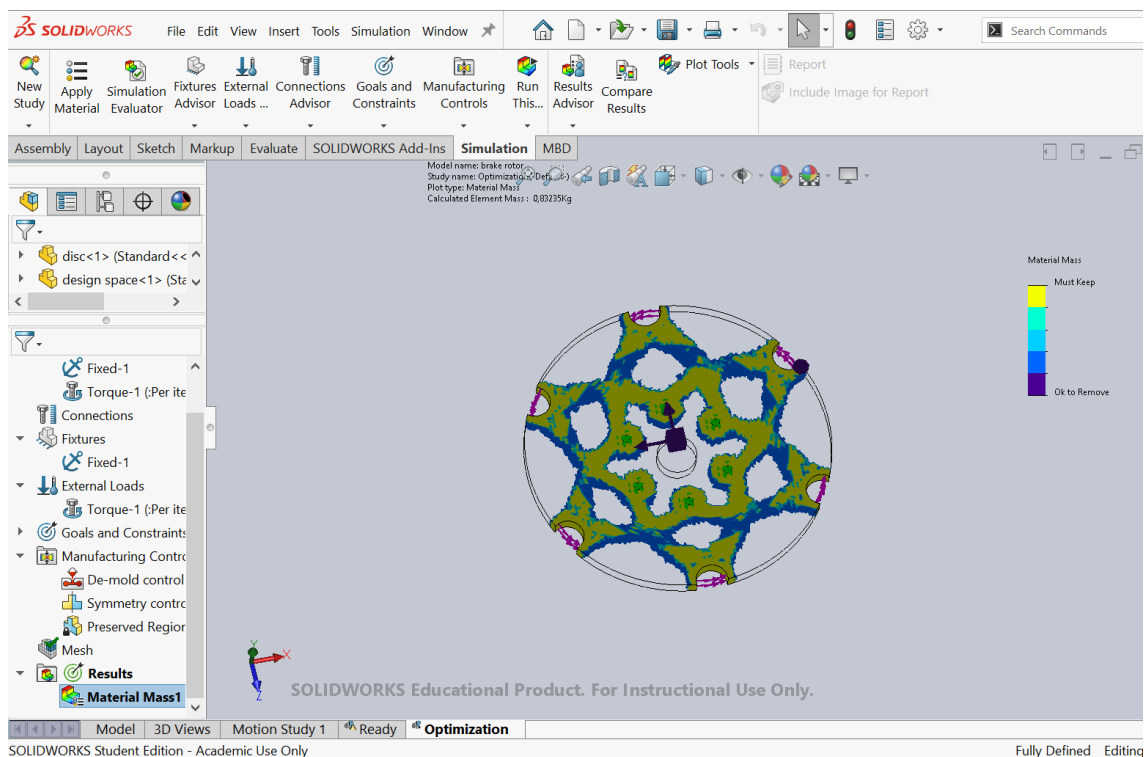 SOLIDWORKS File Edit View Insert Tools Simulation Window Search Commands
New Study
Apply Material
Simulation Evaluator
Fixtures Advisor
External Loads ...
Connections Advisor
Goals and Constraints
Manufacturing Controls
Run This...
Results Advisor
Compare Results
Plot Tools
Report
Include Image for Report
Assembly Layout Sketch Markup Evaluate SOLIDWORKS Add-Ins Simulation MBD
Model name: brake rotor
Study name: Optimization
Plot type: Material Mass
Calculated Element Mass : 0,83235Kg
disc<1> (Standard<<
design space<1> (Sta
Fixed-1
Torque-1 (:Per ite
Connections
Fixtures
Fixed-1
External Loads
Torque-1 (:Per ite
Goals and Constraints
Manufacturing Contro
De-mold control
Symmetry contro
Preserved Region
Mesh
Results
Material Mass1
Material Mass
Must Keep
Ok to Remove
Y
X
Z
SOLIDWORKS Educational Product. For Instructional Use Only.
Model 3D Views Motion Study 1 Ready Optimization
SOLIDWORKS Student Edition - Academic Use Only Fully Defined Editing